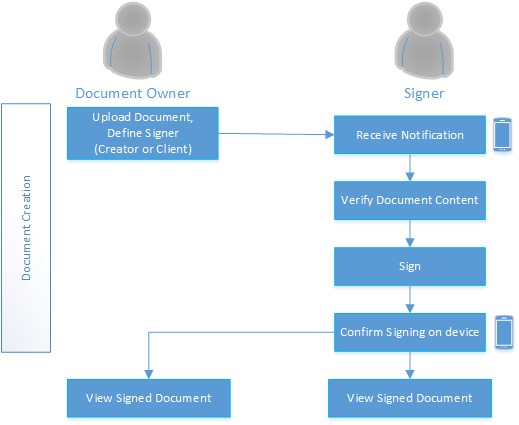 Document Owner
Signer
Document Creation
Upload Document,
Define Signer
(Creator or Client)
Receive Notification
Verify Document Content
Sign
Confirm Signing on device
View Signed Document
View Signed Document